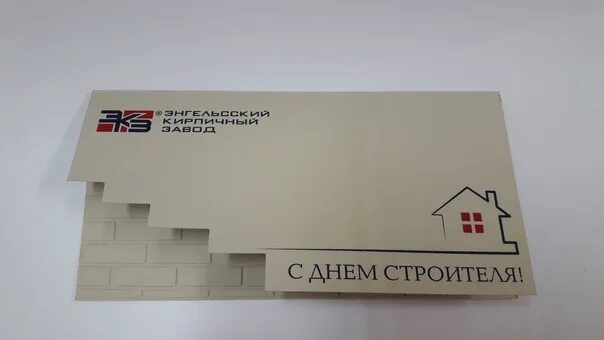 ЭКЗ ® ЭНГЕЛЬССКИЙ
КИРПИЧНЫЙ
ЗАВОД
С ДНЕМ СТРОИТЕЛЯ!